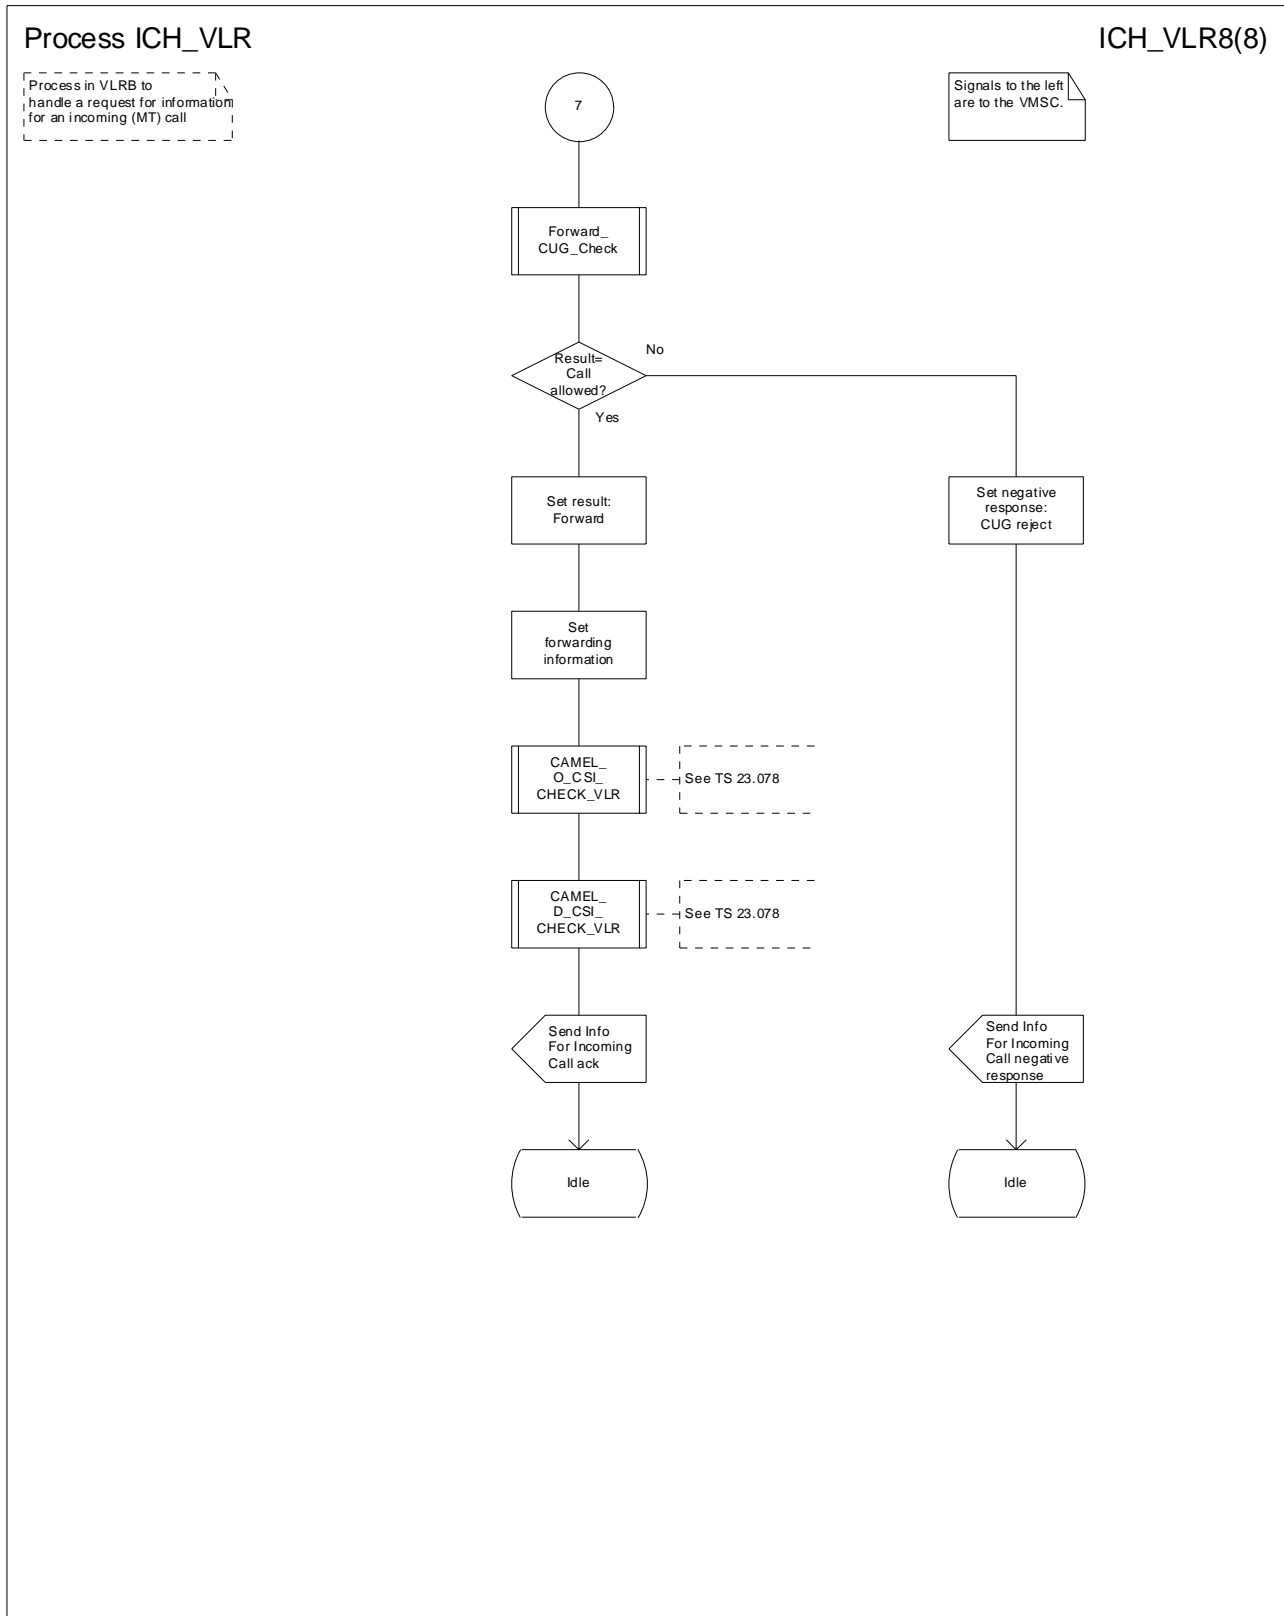 Process ICH_VLR
ICH_VLR8(8)
Process in VLRB to
handle a request for information
for an incoming (MT) call
Signals to the left
are to the VMSC.
7
Forward_
CUG_Check
Result=
Call
allowed?
No
Yes
Set result:
Forward
Set negative
response:
CUG reject
Set
forwarding
information
CAMEL_
O_CSI_
CHECK_VLR
See TS 23.078
CAMEL_
D_CSI_
CHECK_VLR
See TS 23.078
Send Info
For Incoming
Call ack
Send Info
For Incoming
Call negative
response
Idle
Idle